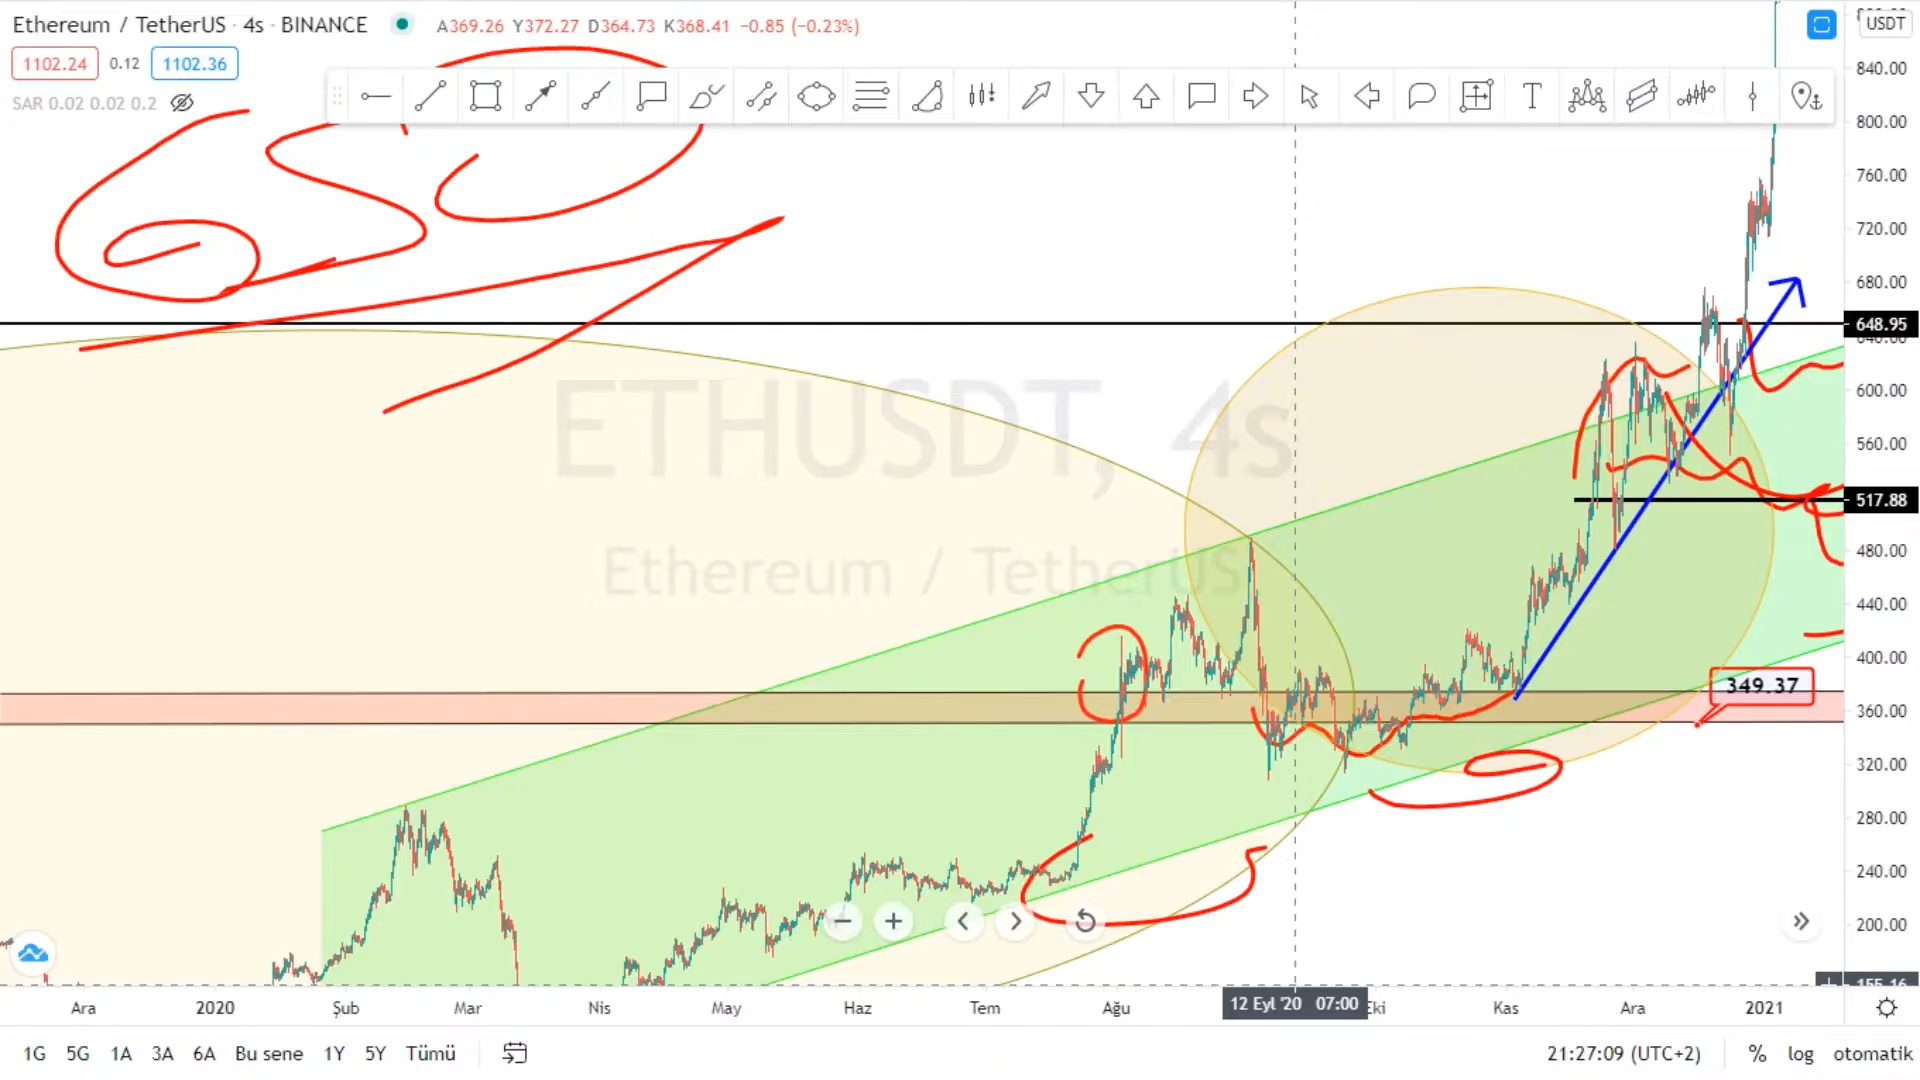 Ethereum / TetherUS · 4s · BINANCE A369.26 Y372.27 D364.73 K368.41 −0.85 (−0.23%)
USDT
1102.24 0.12 1102.36
SAR 0.02 0.02 0.2
650
840.00
800.00
760.00
720.00
680.00
648.95
640.00
600.00
560.00
517.88
480.00
440.00
400.00
360.00
320.00
280.00
240.00
200.00
155.16
ETHUSDT, 4s
Ethereum / TetherUS
349.37
Ara 2020 Şub Mar Nis May Haz Tem Ağu 12 Eyl '20 07:00 Eki Kas Ara 2021
1G 5G 1A 3A 6A Bu sene 1Y 5Y Tümü 21:27:09 (UTC+2) % log otomatik